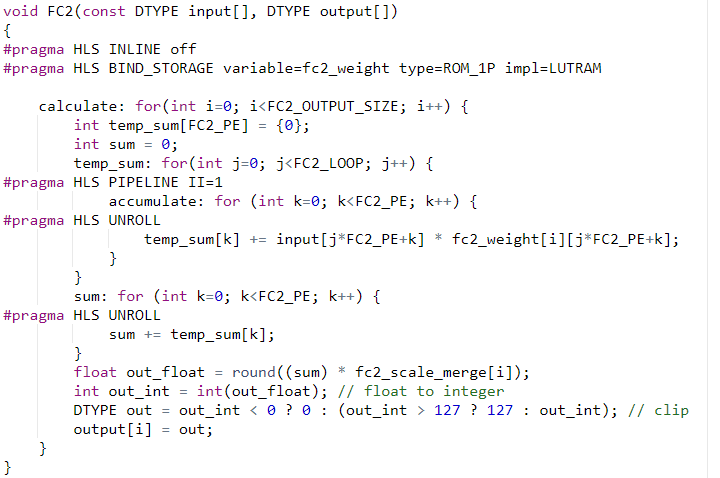 void FC2(const DTYPE input[], DTYPE output[])
{
#pragma HLS INLINE off
#pragma HLS BIND_STORAGE variable=fc2_weight type=ROM_1P impl=LUTRAM
    calculate: for(int i=0; i<FC2_OUTPUT_SIZE; i++) {
        int temp_sum[FC2_PE] = {0};
        int sum = 0;
        temp_sum: for(int j=0; j<FC2_LOOP; j++) {
#pragma HLS PIPELINE II=1
            accumulate: for (int k=0; k<FC2_PE; k++) {
#pragma HLS UNROLL
                temp_sum[k] += input[j*FC2_PE+k] * fc2_weight[i][j*FC2_PE+k];
            }
        }
        sum: for (int k=0; k<FC2_PE; k++) {
#pragma HLS UNROLL
            sum += temp_sum[k];
        }
        float out_float = round((sum) * fc2_scale_merge[i]);
        int out_int = int(out_float); // float to integer
        DTYPE out = out_int < 0 ? 0 : (out_int > 127 ? 127 : out_int); // clip
        output[i] = out;
    }
}